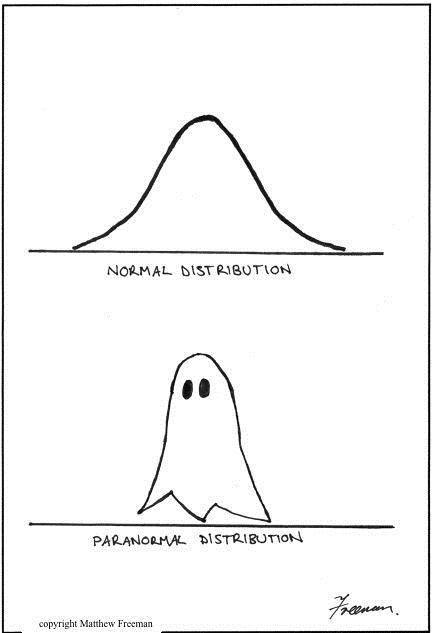 NORMAL DISTRIBUTION
PARANORMAL DISTRIBUTION
Freeman.
copyright Matthew Freeman